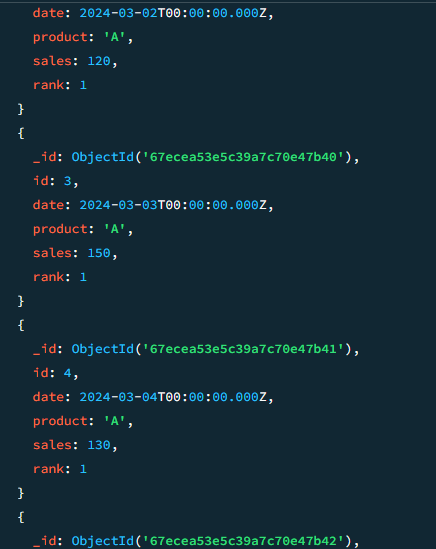 date: 2024-03-02T00:00:00.000Z,
product: 'A',
sales: 120,
rank: 1
}
{
_id: ObjectId('67ecea53e5c39a7c70e47b40'),
id: 3,
date: 2024-03-03T00:00:00.000Z,
product: 'A',
sales: 150,
rank: 1
}
{
_id: ObjectId('67ecea53e5c39a7c70e47b41'),
id: 4,
date: 2024-03-04T00:00:00.000Z,
product: 'A',
sales: 130,
rank: 1
}
{
_id: ObjectId('67ecea53e5c39a7c70e47b42'),